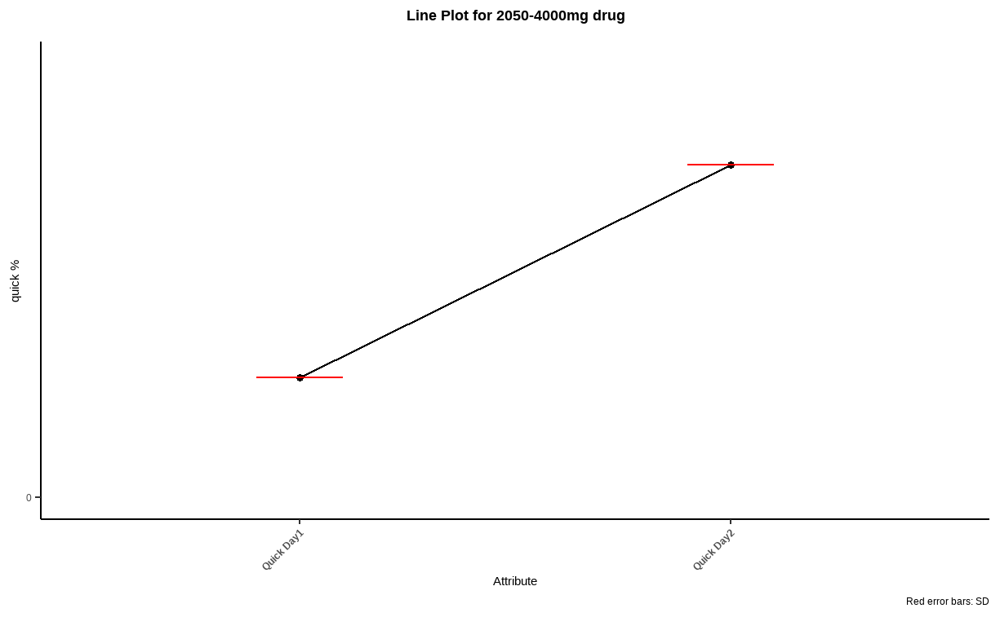 Line Plot for 2050-4000mg drug
quick %
0
Quick Day1
Quick Day2
Attribute
Red error bars: SD